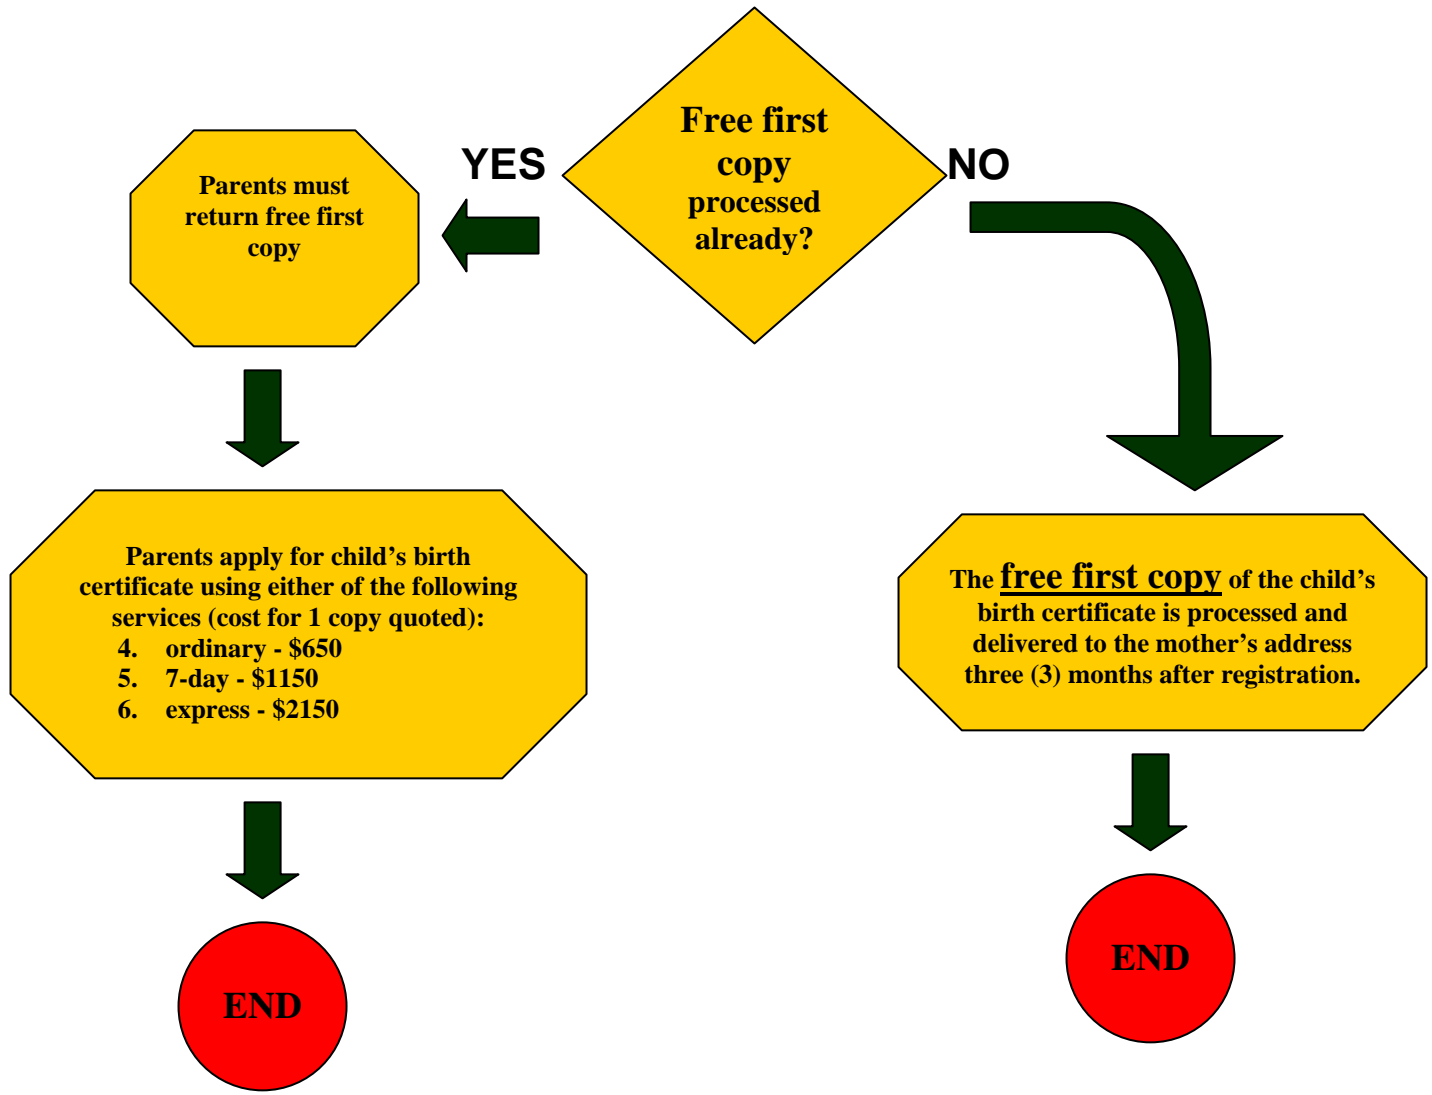 Free first
copy
processed
already?
YES
NO
Parents must
return free first
copy
Parents apply for child’s birth
certificate using either of the following
services (cost for 1 copy quoted):
4. ordinary - $650
5. 7-day - $1150
6. express - $2150
END
The free first copy of the child’s
birth certificate is processed and
delivered to the mother’s address
three (3) months after registration.
END